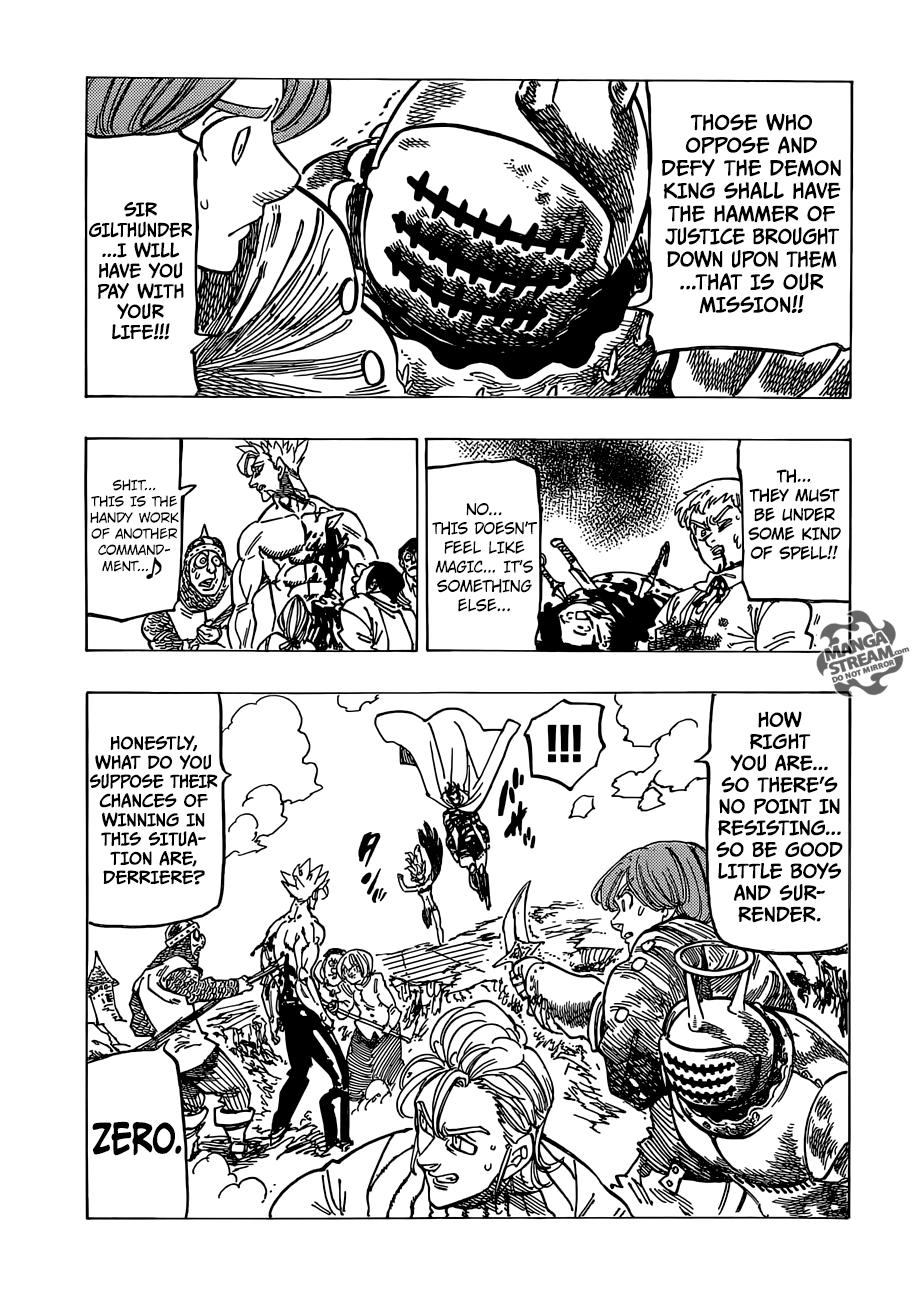 THOSE WHO
OPPOSE AND
DEFY THE DEMON
KING SHALL HAVE
THE HAMMER OF
JUSTICE BROUGHT
DOWN UPON THEM
...THAT IS OUR
MISSION!!
SIR
GILTHUNDER
...I WILL
HAVE YOU
PAY WITH
YOUR
LIFE!!!
TH...
THEY MUST
BE UNDER
SOME KIND
OF SPELL!!
NO...
THIS DOESN'T
FEEL LIKE
MAGIC... IT'S
SOMETHING
ELSE...
SHIT...
THIS IS THE
HANDY WORK
OF ANOTHER
COMMAND-
MENT...♪
MANGA
STREAM.com
DO NOT MIRROR
HOW
RIGHT
YOU ARE...
SO THERE'S
NO POINT IN
RESISTING...
SO BE GOOD
LITTLE BOYS
AND SUR-
RENDER.
!!!
HONESTLY,
WHAT DO YOU
SUPPOSE THEIR
CHANCES OF
WINNING IN
THIS SITUA-
TION ARE,
DERRIERE?
ZERO.